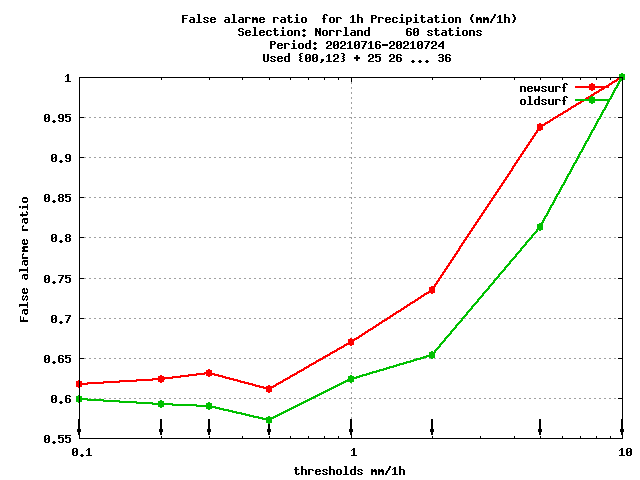 False alarme ratio  for 1h Precipitation (mm/1h)
Selection: Norrland     60 stations
Period: 20210716-20210724
Used {00,12} + 25 26 ... 36
newsurf
oldsurf
1
0.95
0.9
0.85
0.8
0.75
0.7
0.65
0.6
0.55
False alarme ratio
0.1 1 10
thresholds mm/1h